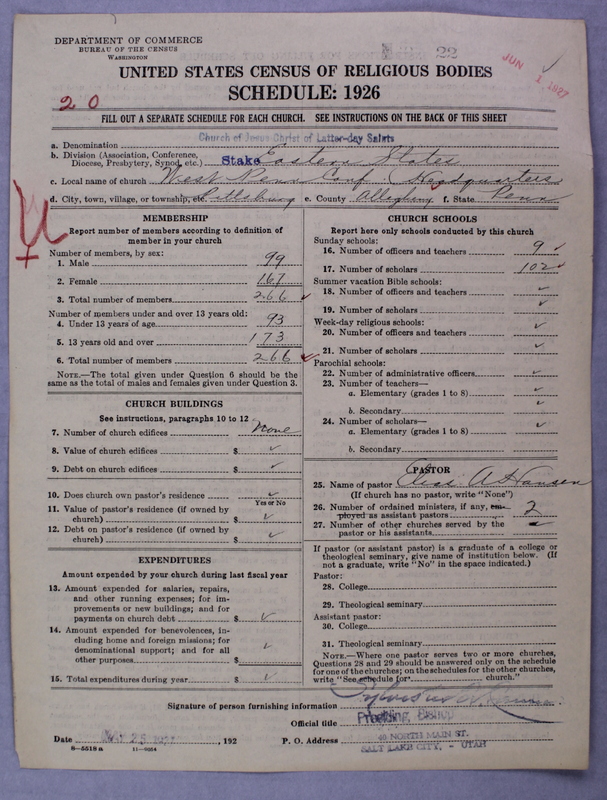 DEPARTMENT OF COMMERCE
BUREAU OF THE CENSUS
WASHINGTON
22
JUN 1 1927
UNITED STATES CENSUS OF RELIGIOUS BODIES
SCHEDULE: 1926
20
FILL OUT A SEPARATE SCHEDULE FOR EACH CHURCH. SEE INSTRUCTIONS ON THE BACK OF THIS SHEET
a. Denomination Church of Jesus Christ of Latter-day Saints
b. Division (Association, Conference, Diocese, Presbytery, Synod, etc.) Stake Eastern States
c. Local name of church West Penn Conf. Headquarters
d. City, town, village, or township, etc. Pittsburg e. County Allegheny f. State Penn
MEMBERSHIP
Report number of members according to definition of
member in your church
Number of members, by sex:
1. Male 99
2. Female 167
3. Total number of members 266
Number of members under and over 13 years old:
4. Under 13 years of age 93
5. 13 years old and over 173
6. Total number of members 266
NOTE.—The total given under Question 6 should be
same as the total of males and females given under Question 3.
CHURCH BUILDINGS
See instructions, paragraphs 10 to 12
7. Number of church edifices none
8. Value of church edifices $ ✓
9. Debt on church edifices $ ✓
10. Does church own pastor's residence ✓
Yes or No
11. Value of pastor's residence (if owned by
church) $ ✓
12. Debt on pastor's residence (if owned by
church) $ ✓
EXPENDITURES
Amount expended by your church during last fiscal year
13. Amount expended for salaries, repairs,
and other running expenses; for im-
provements or new buildings; and for
payments on church debt $ ✓
14. Amount expended for benevolences, in-
cluding home and foreign missions; for
denominational support; and for all
other purposes $ ✓
15. Total expenditures during year $ ✓
CHURCH SCHOOLS
Report here only schools conducted by this church
Sunday schools:
16. Number of officers and teachers 9 ✓
17. Number of scholars 102 ✓
Summer vacation Bible schools:
18. Number of officers and teachers ✓
19. Number of scholars ✓
Week-day religious schools:
20. Number of officers and teachers ✓
21. Number of scholars ✓
Parochial schools:
22. Number of administrative officers ✓
23. Number of teachers—
a. Elementary (grades 1 to 8) ✓
b. Secondary ✓
24. Number of scholars—
a. Elementary (grades 1 to 8) ✓
b. Secondary
PASTOR
25. Name of pastor A Hansen
(If church has no pastor, write "None")
26. Number of ordained ministers, if any, em-
ployed as assistant pastors 2
27. Number of other churches served by the
pastor or his assistants
If pastor (or assistant pastor) is a graduate of a college or
theological seminary, give name of institution below. (If
not a graduate, write "No" in the space indicated.)
Pastor:
28. College
29. Theological seminary
Assistant pastor:
30. College
31. Theological seminary
NOTE.—Where one pastor serves two or more churches,
Questions 28 and 29 should be answered only on the schedule
for one of the churches; on the schedules for the other churches,
write "See schedule for church."
Signature of person furnishing information
Official title Presiding Bishop
Date MAY 25 1927, 192 P. O. Address 40 NORTH MAIN ST.
SALT LAKE CITY, - UTAH
8—5518 a 11—9564